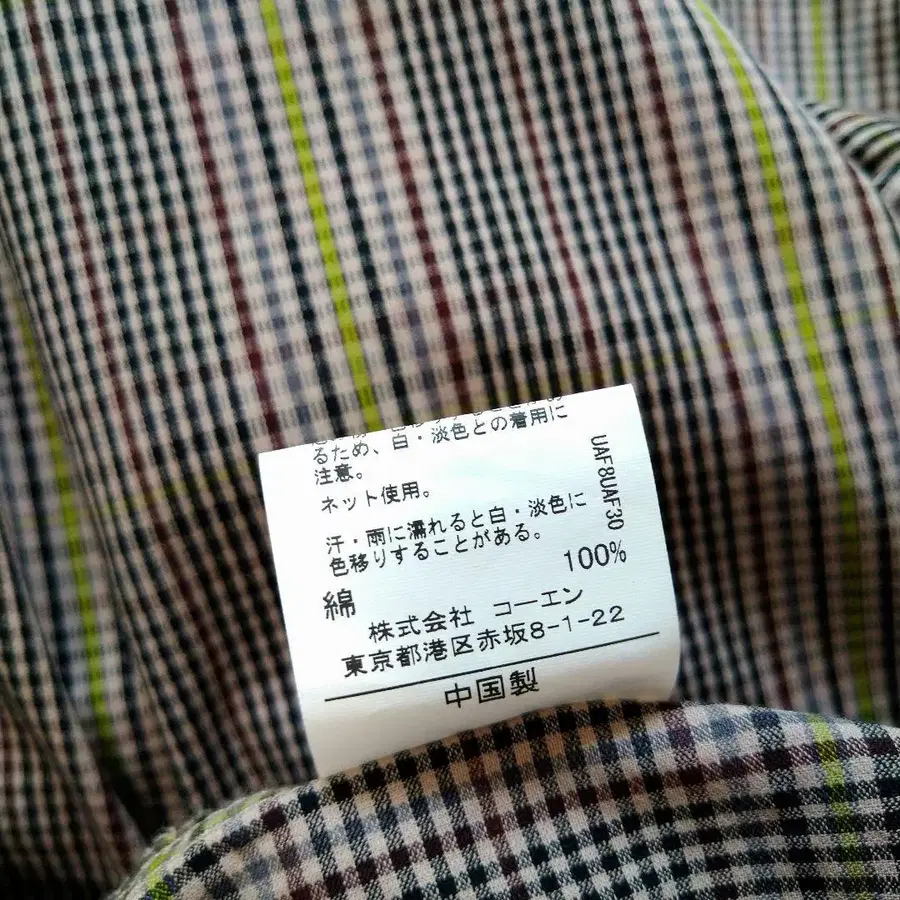 るため、白・淡色との着用に
注意。
ネット使用。
汗・雨に濡れると白・淡色に
色移りすることがある。
UAF8UAF30
綿 100%
株式会社 コーエン
東京都港区赤坂8-1-22
中国製